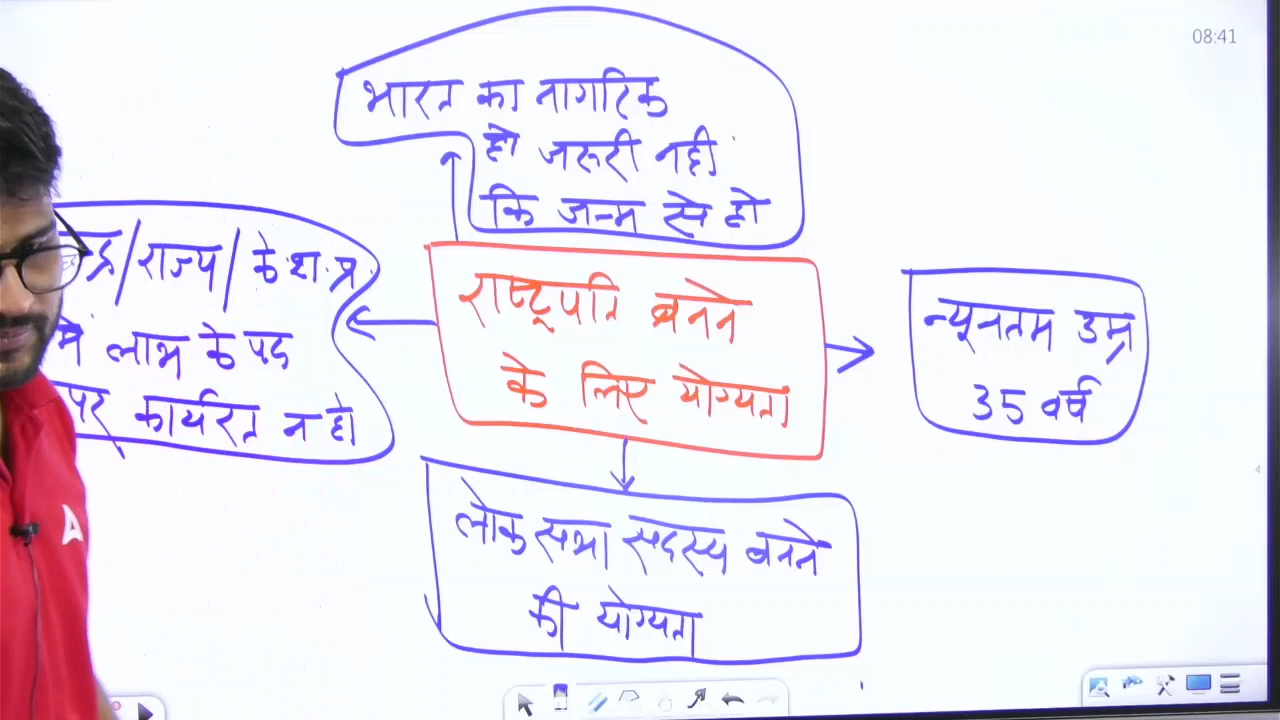 08:41
भारत का नागरिक
हो जरूरी नही
कि जन्म से हो
/राज्य/ के.शा.प्र
में लाभ के पद
पर कार्यरत न हो
राष्ट्रपति बनने
के लिए योग्यता
न्यूनतम उम्र
35 वर्ष
लोकसभा सदस्य बनने
की योग्यता
A